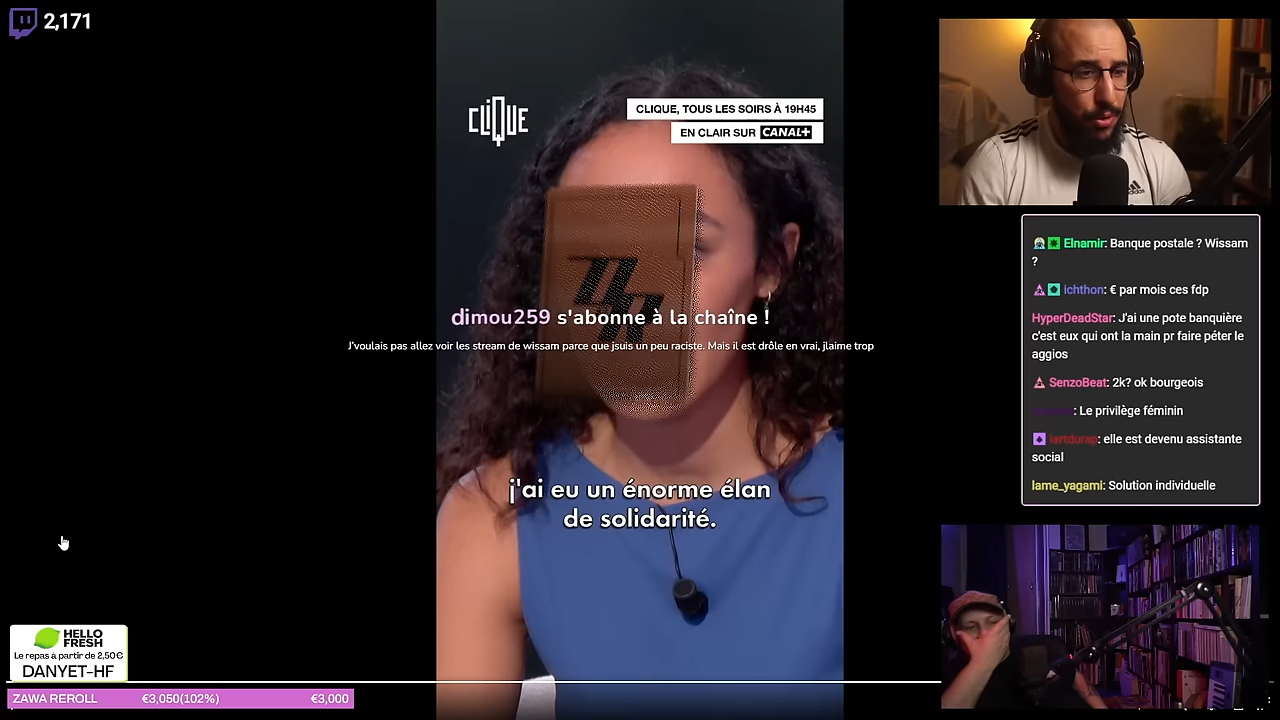 2,171
CLIQUE
CLIQUE, TOUS LES SOIRS À 19H45
EN CLAIR SUR CANAL+
dimou259 s'abonne à la chaîne !
J'voulais pas allez voir les stream de wissam parce que jsuis un peu raciste. Mais il est drôle en vrai, jlaime trop
j'ai eu un énorme élan
de solidarité.
adidas
Elnamir: Banque postale ? Wissam
?
ichthon: € par mois ces fdp
HyperDeadStar: J'ai une pote banquière
c'est eux qui ont la main pr faire péter le
aggios
SenzoBeat: 2k? ok bourgeois
: Le privilège féminin
lartdurap: elle est devenu assistante
social
lame_yagami: Solution individuelle
HELLO
FRESH
Le repas à partir de 2,50€
DANYET-HF
ZAWA REROLL €3,050(102%) €3,000